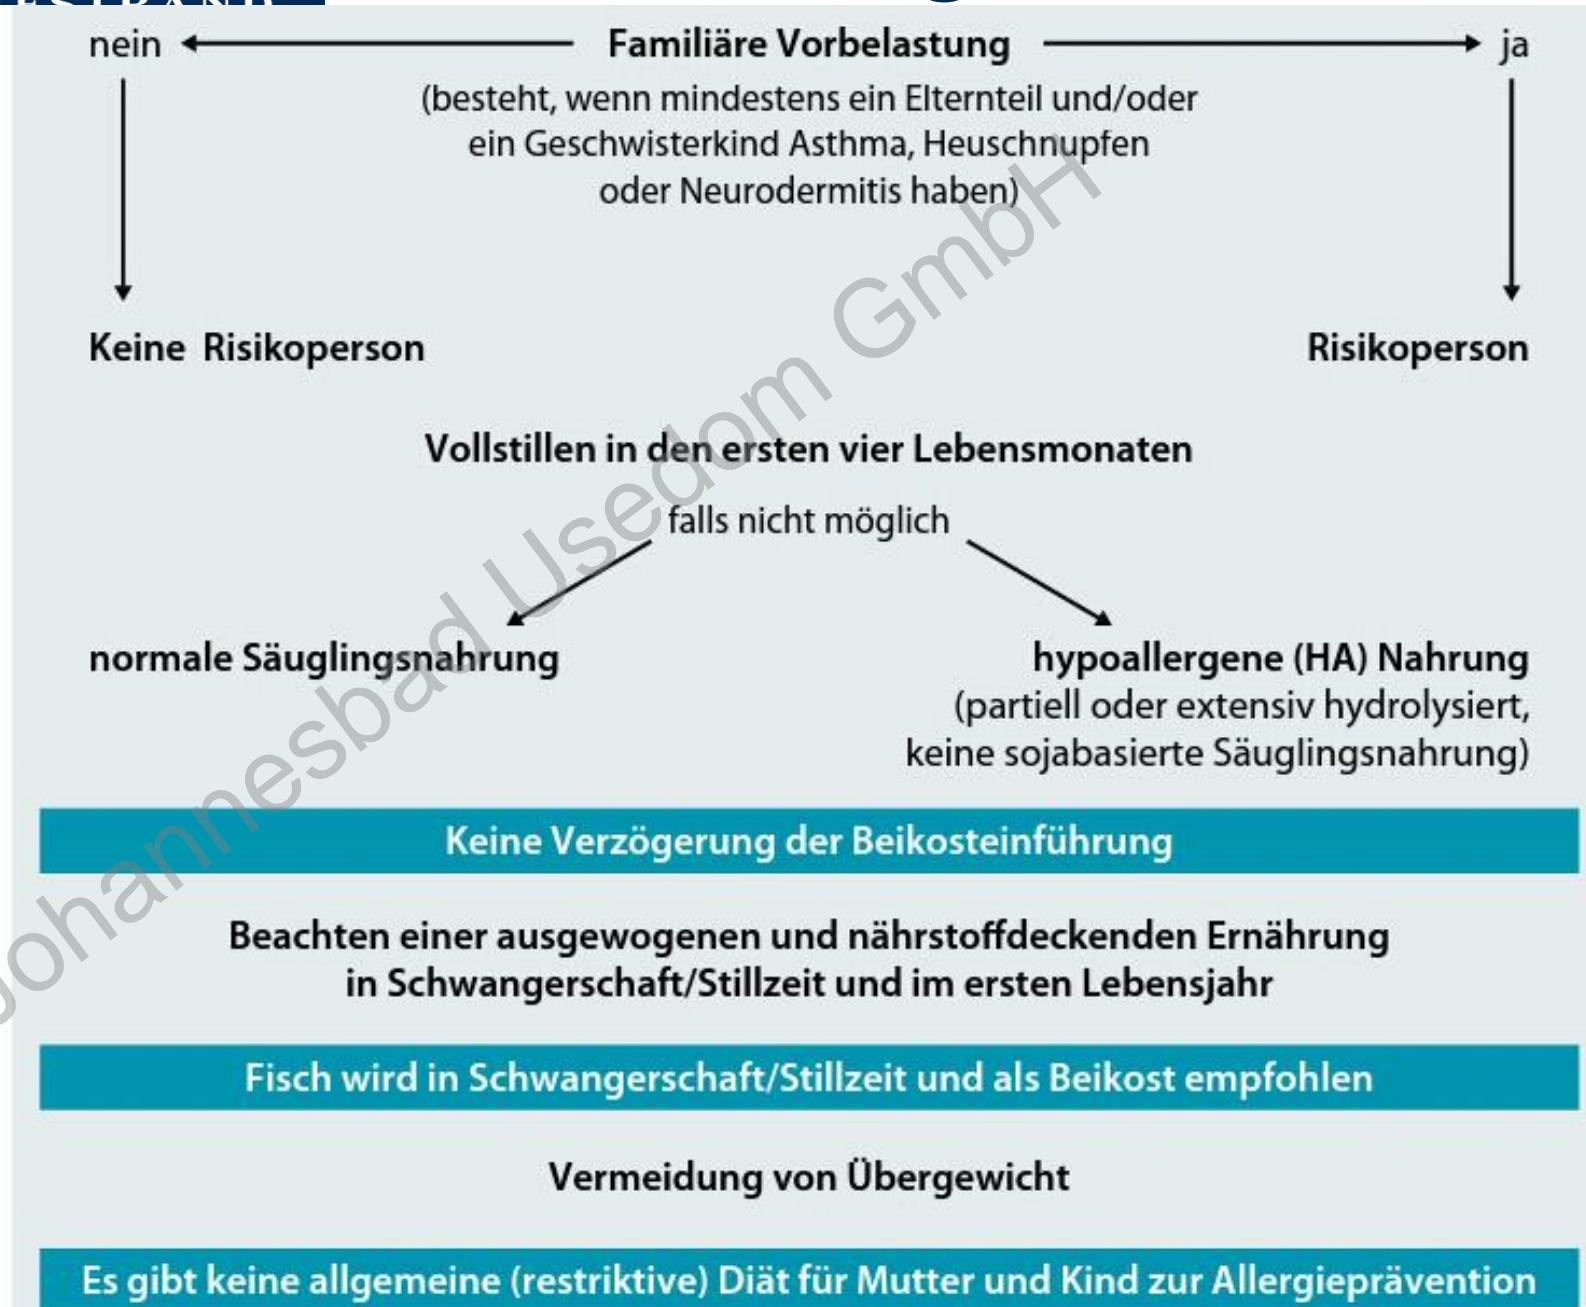 nein Familiäre Vorbelastung ja
(besteht, wenn mindestens ein Elternteil und/oder
ein Geschwisterkind Asthma, Heuschnupfen
oder Neurodermitis haben)
Keine Risikoperson Risikoperson
Vollstillen in den ersten vier Lebensmonaten
falls nicht möglich
normale Säuglingsnahrung hypoallergene (HA) Nahrung
(partiell oder extensiv hydrolysiert,
keine sojabasierte Säuglingsnahrung)
Keine Verzögerung der Beikosteinführung
Beachten einer ausgewogenen und nährstoffdeckenden Ernährung
in Schwangerschaft/Stillzeit und im ersten Lebensjahr
Fisch wird in Schwangerschaft/Stillzeit und als Beikost empfohlen
Vermeidung von Übergewicht
Es gibt keine allgemeine (restriktive) Diät für Mutter und Kind zur Allergieprävention
Johannesbad Usedom GmbH